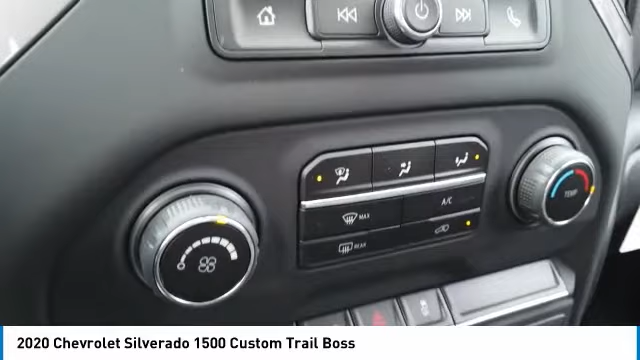 MAX
A/C
REAR
TEMP
2020 Chevrolet Silverado 1500 Custom Trail Boss